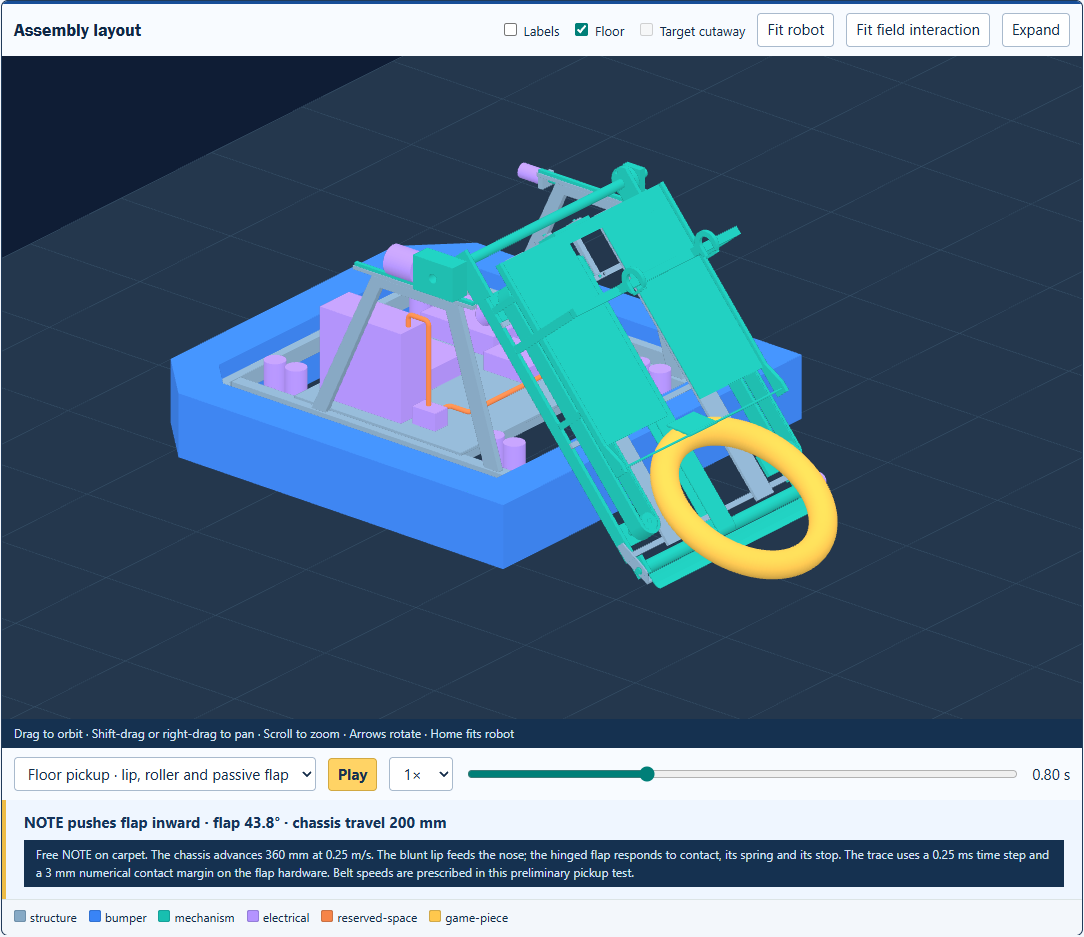 Assembly layout
Labels
Floor
Target cutaway
Fit robot
Fit field interaction
Expand
Drag to orbit · Shift-drag or right-drag to pan · Scroll to zoom · Arrows rotate · Home fits robot
Floor pickup · lip, roller and passive flap
Play
1×
0.80 s
NOTE pushes flap inward · flap 43.8° · chassis travel 200 mm
Free NOTE on carpet. The chassis advances 360 mm at 0.25 m/s. The blunt lip feeds the nose; the hinged flap responds to contact, its spring and its stop. The trace uses a 0.25 ms time step and
a 3 mm numerical contact margin on the flap hardware. Belt speeds are prescribed in this preliminary pickup test.
structure
bumper
mechanism
electrical
reserved-space
game-piece